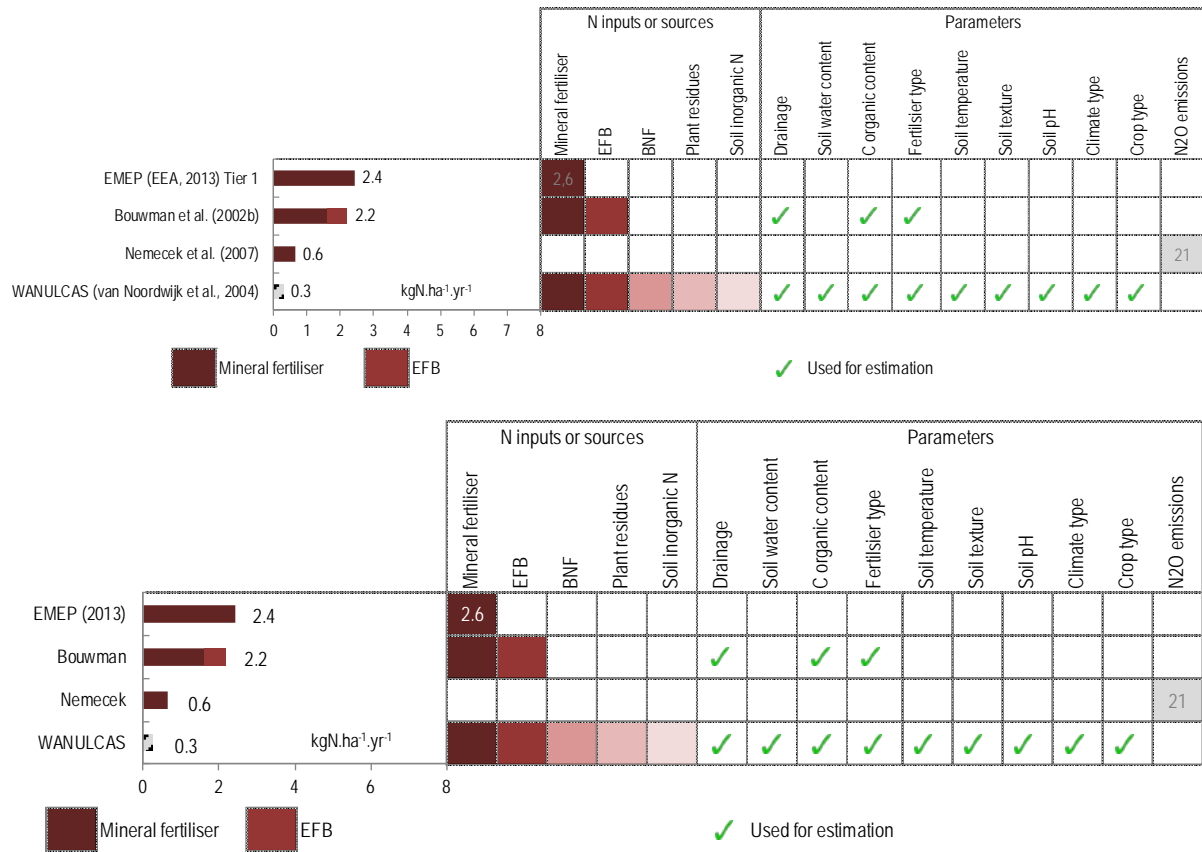 N inputs or sources
Parameters
Mineral fertiliser
EFB
BNF
Plant residues
Soil inorganic N
Drainage
Soil water content
C organic content
Fertilsier type
Soil temperature
Soil texture
Soil pH
Climate type
Crop type
N2O emissions
EMEP (EEA, 2013) Tier 1
2.4
2,6
Bouwman et al. (2002b)
2.2
Nemecek et al. (2007)
0.6
21
WANULCAS (van Noordwijk et al., 2004)
0.3
kgN.ha⁻¹.yr⁻¹
0 1 2 3 4 5 6 7 8
Mineral fertiliser
EFB
Used for estimation
N inputs or sources
Parameters
Mineral fertiliser
EFB
BNF
Plant residues
Soil inorganic N
Drainage
Soil water content
C organic content
Fertilsier type
Soil temperature
Soil texture
Soil pH
Climate type
Crop type
N2O emissions
EMEP (2013)
2.4
2.6
Bouwman
2.2
Nemecek
0.6
21
WANULCAS
0.3
kgN.ha⁻¹.yr⁻¹
0 2 4 6 8
Mineral fertiliser
EFB
Used for estimation